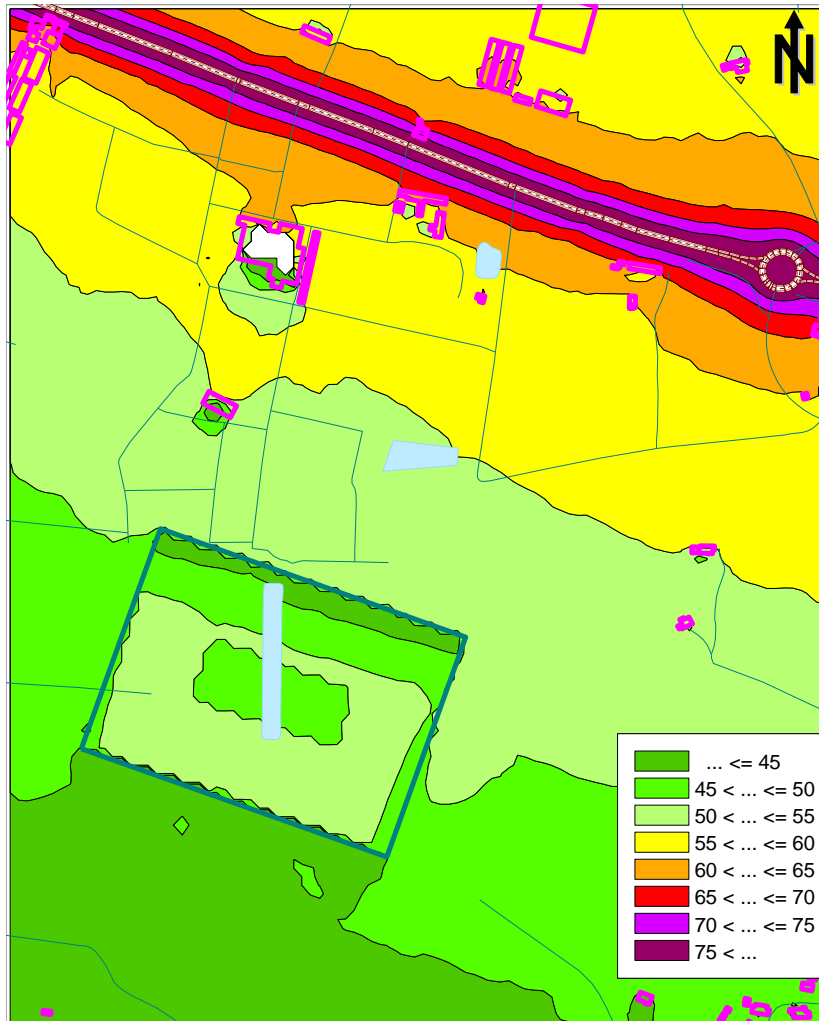 N
... <= 45
45 < ... <= 50
50 < ... <= 55
55 < ... <= 60
60 < ... <= 65
65 < ... <= 70
70 < ... <= 75
75 < ...